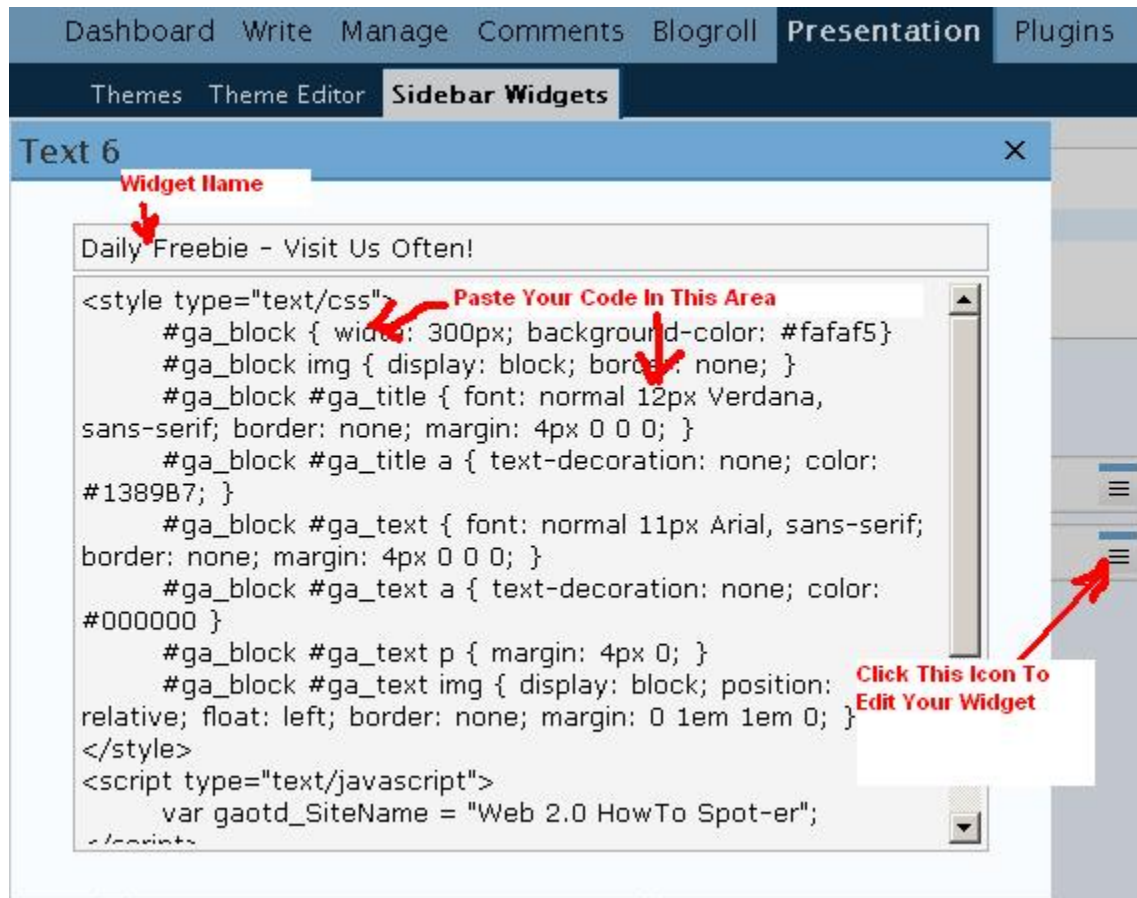 Dashboard Write Manage Comments Blogroll Presentation Plugins
Themes Theme Editor Sidebar Widgets
Text 6
Widget Name
Daily Freebie - Visit Us Often!
Paste Your Code In This Area
<style type="text/css">
#ga_block { width: 300px; background-color: #fafaf5}
#ga_block img { display: block; border: none; }
#ga_block #ga_title { font: normal 12px Verdana,
sans-serif; border: none; margin: 4px 0 0 0; }
#ga_block #ga_title a { text-decoration: none; color:
#1389B7; }
#ga_block #ga_text { font: normal 11px Arial, sans-serif;
border: none; margin: 4px 0 0 0; }
#ga_block #ga_text a { text-decoration: none; color:
#000000 }
#ga_block #ga_text p { margin: 4px 0; }
#ga_block #ga_text img { display: block; position:
relative; float: left; border: none; margin: 0 1em 1em 0; }
</style>
<script type="text/javascript">
var gaotd_SiteName = "Web 2.0 HowTo Spot-er";
</script>
Click This Icon To
Edit Your Widget